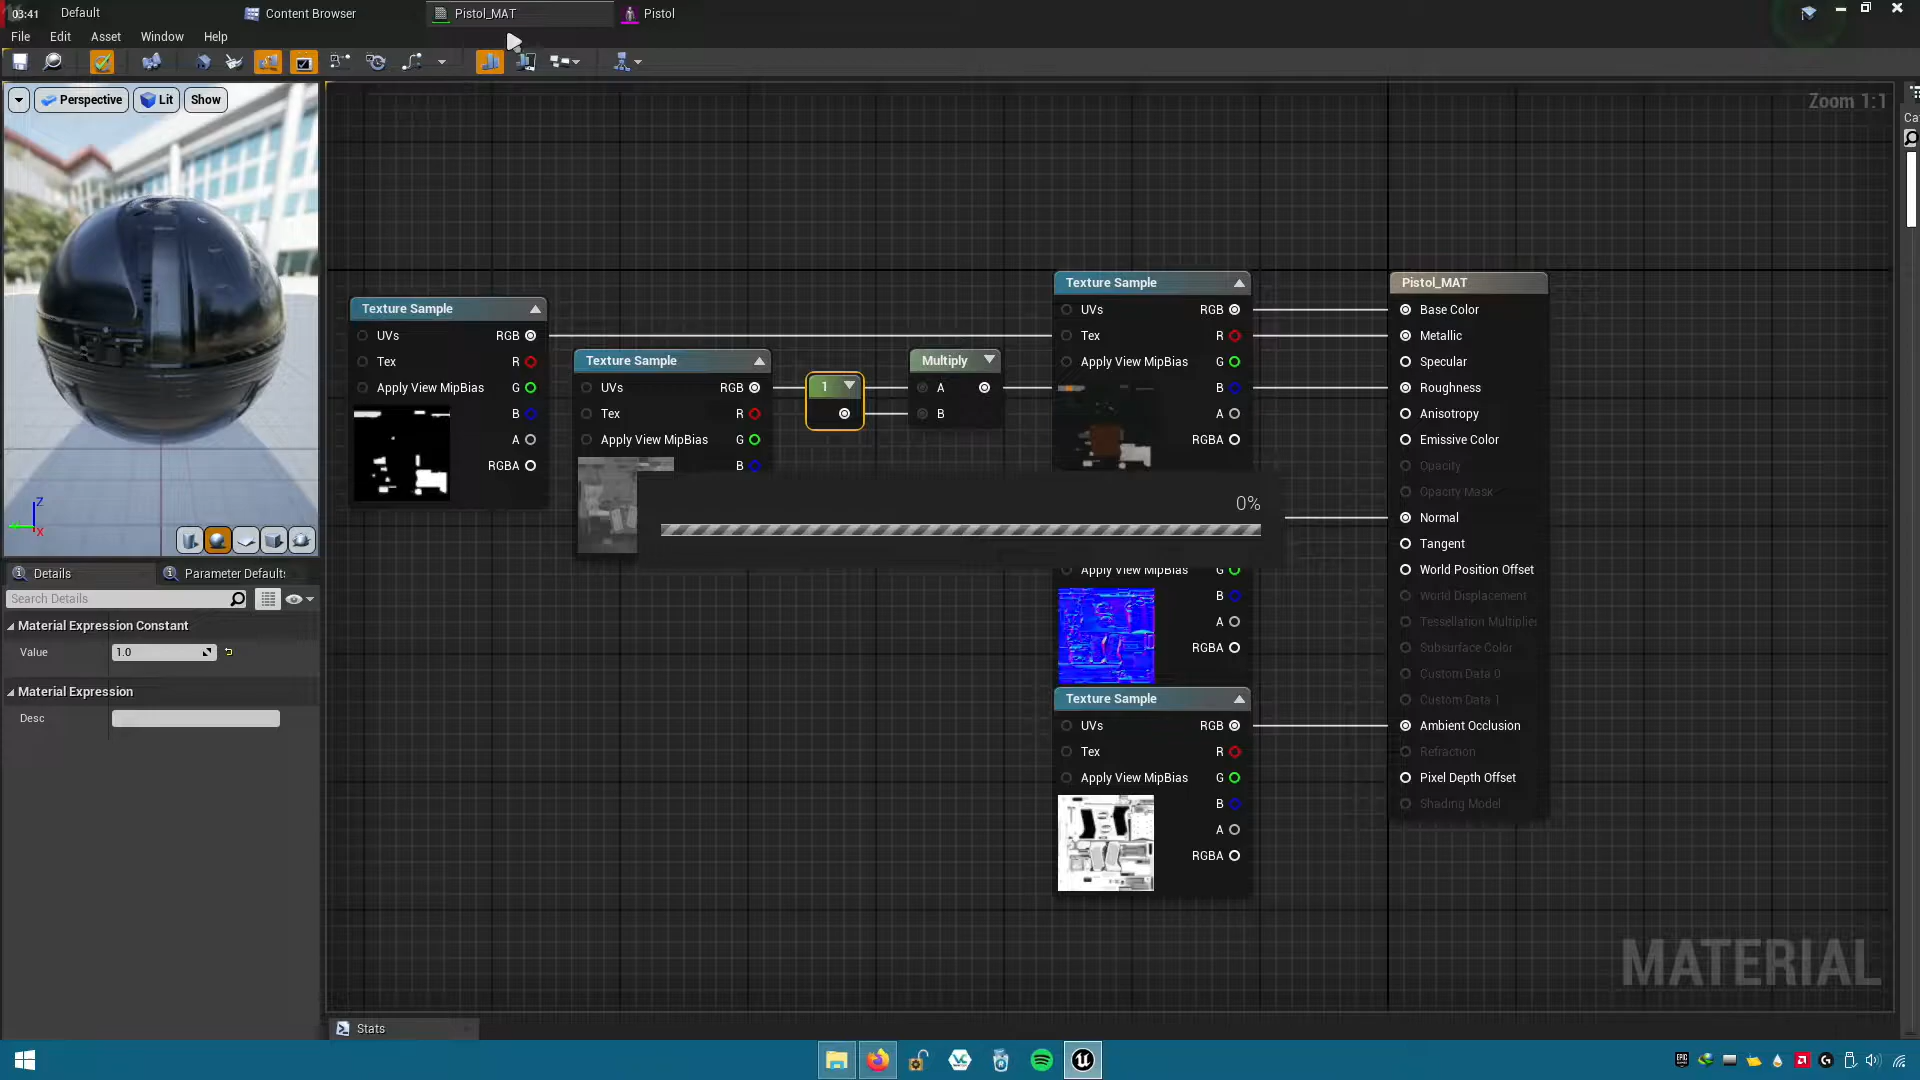 03:41
Default
Content Browser
Pistol_MAT
Pistol
File
Edit
Asset
Window
Help
Perspective
Lit
Show
Zoom 1:1
Ca
Texture Sample
UVs
RGB
Tex
R
Apply View MipBias
G
B
A
RGBA
Texture Sample
UVs
RGB
Tex
R
Apply View MipBias
G
B
1
Multiply
A
B
Texture Sample
UVs
RGB
Tex
R
Apply View MipBias
G
B
A
RGBA
0%
Apply View MipBias
G
B
A
RGBA
Texture Sample
UVs
RGB
Tex
R
Apply View MipBias
G
B
A
RGBA
Pistol_MAT
Base Color
Metallic
Specular
Roughness
Anisotropy
Emissive Color
Opacity
Opacity Mask
Normal
Tangent
World Position Offset
World Displacement
Tessellation Multiplier
Subsurface Color
Custom Data 0
Custom Data 1
Ambient Occlusion
Refraction
Pixel Depth Offset
Shading Model
Z
X
Details
Parameter Defaults
Search Details
Material Expression Constant
Value
1.0
Material Expression
Desc
MATERIAL
Stats